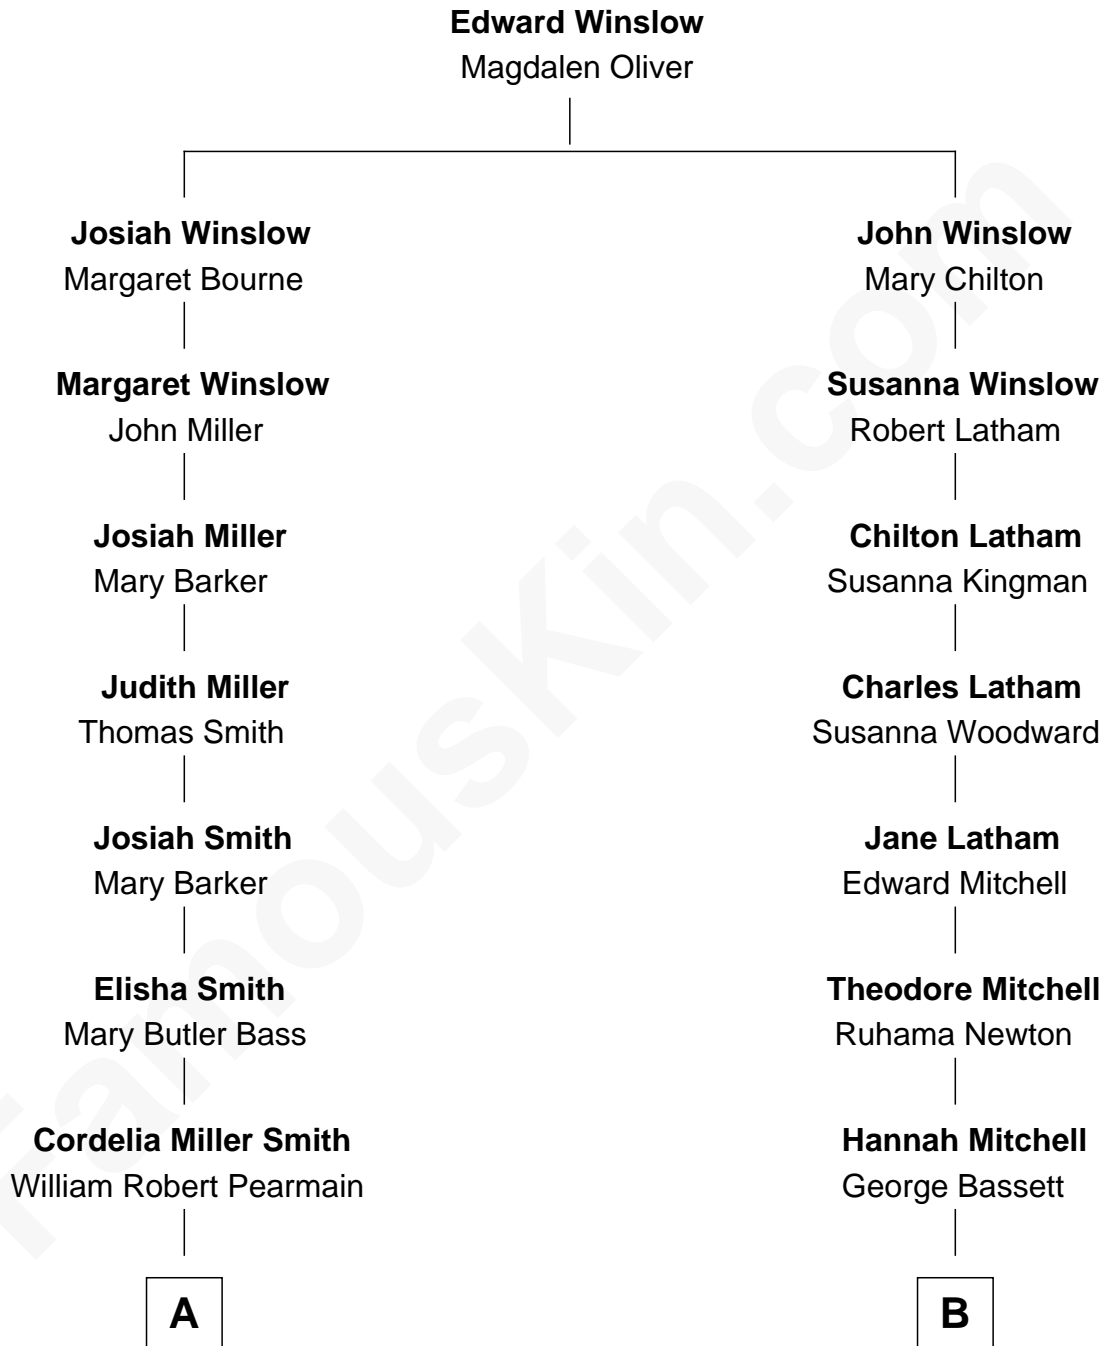 Edward Winslow
Magdalen Oliver
Josiah Winslow
Margaret Bourne
John Winslow
Mary Chilton
Margaret Winslow
John Miller
Susanna Winslow
Robert Latham
Josiah Miller
Mary Barker
Chilton Latham
Susanna Kingman
Judith Miller
Thomas Smith
Charles Latham
Susanna Woodward
Josiah Smith
Mary Barker
Jane Latham
Edward Mitchell
Elisha Smith
Mary Butler Bass
Theodore Mitchell
Ruhama Newton
Cordelia Miller Smith
William Robert Pearmain
Hannah Mitchell
George Bassett
A
B
FamousKin.com